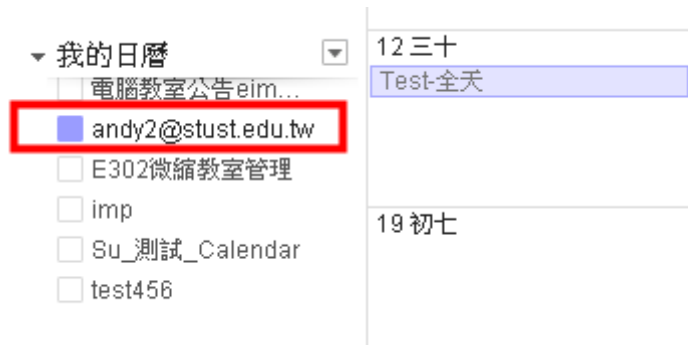 我的日曆
電腦教室公告eim...
andy2@stust.edu.tw
E302微縮教室管理
imp
Su_測試_Calendar
test456
12 三十
Test-全天
19 初七